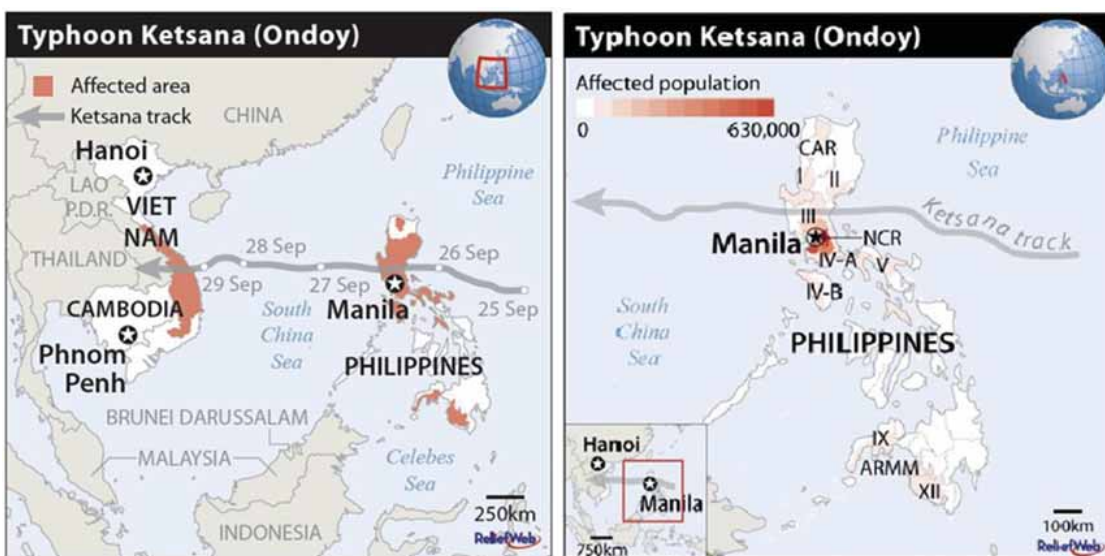 Typhoon Ketsana (Ondoy)
Affected area
Ketsana track
CHINA
Hanoi
LAO
P.D.R.
VIET
NAM
THAILAND
Philippine
Sea
28 Sep
26 Sep
29 Sep
27 Sep
25 Sep
CAMBODIA
Manila
Phnom
Penh
South
China
Sea
PHILIPPINES
BRUNEI DARUSSALAM
MALAYSIA
Celebes
Sea
INDONESIA
250km
ReliefWeb
Typhoon Ketsana (Ondoy)
Affected population
0 630,000
CAR
I II
Philippine
Sea
III
Ketsana track
Manila
NCR
IV-A
V
IV-B
South
China
Sea
PHILIPPINES
IX
ARMM
XII
Hanoi
Manila
750km
100km
ReliefWeb